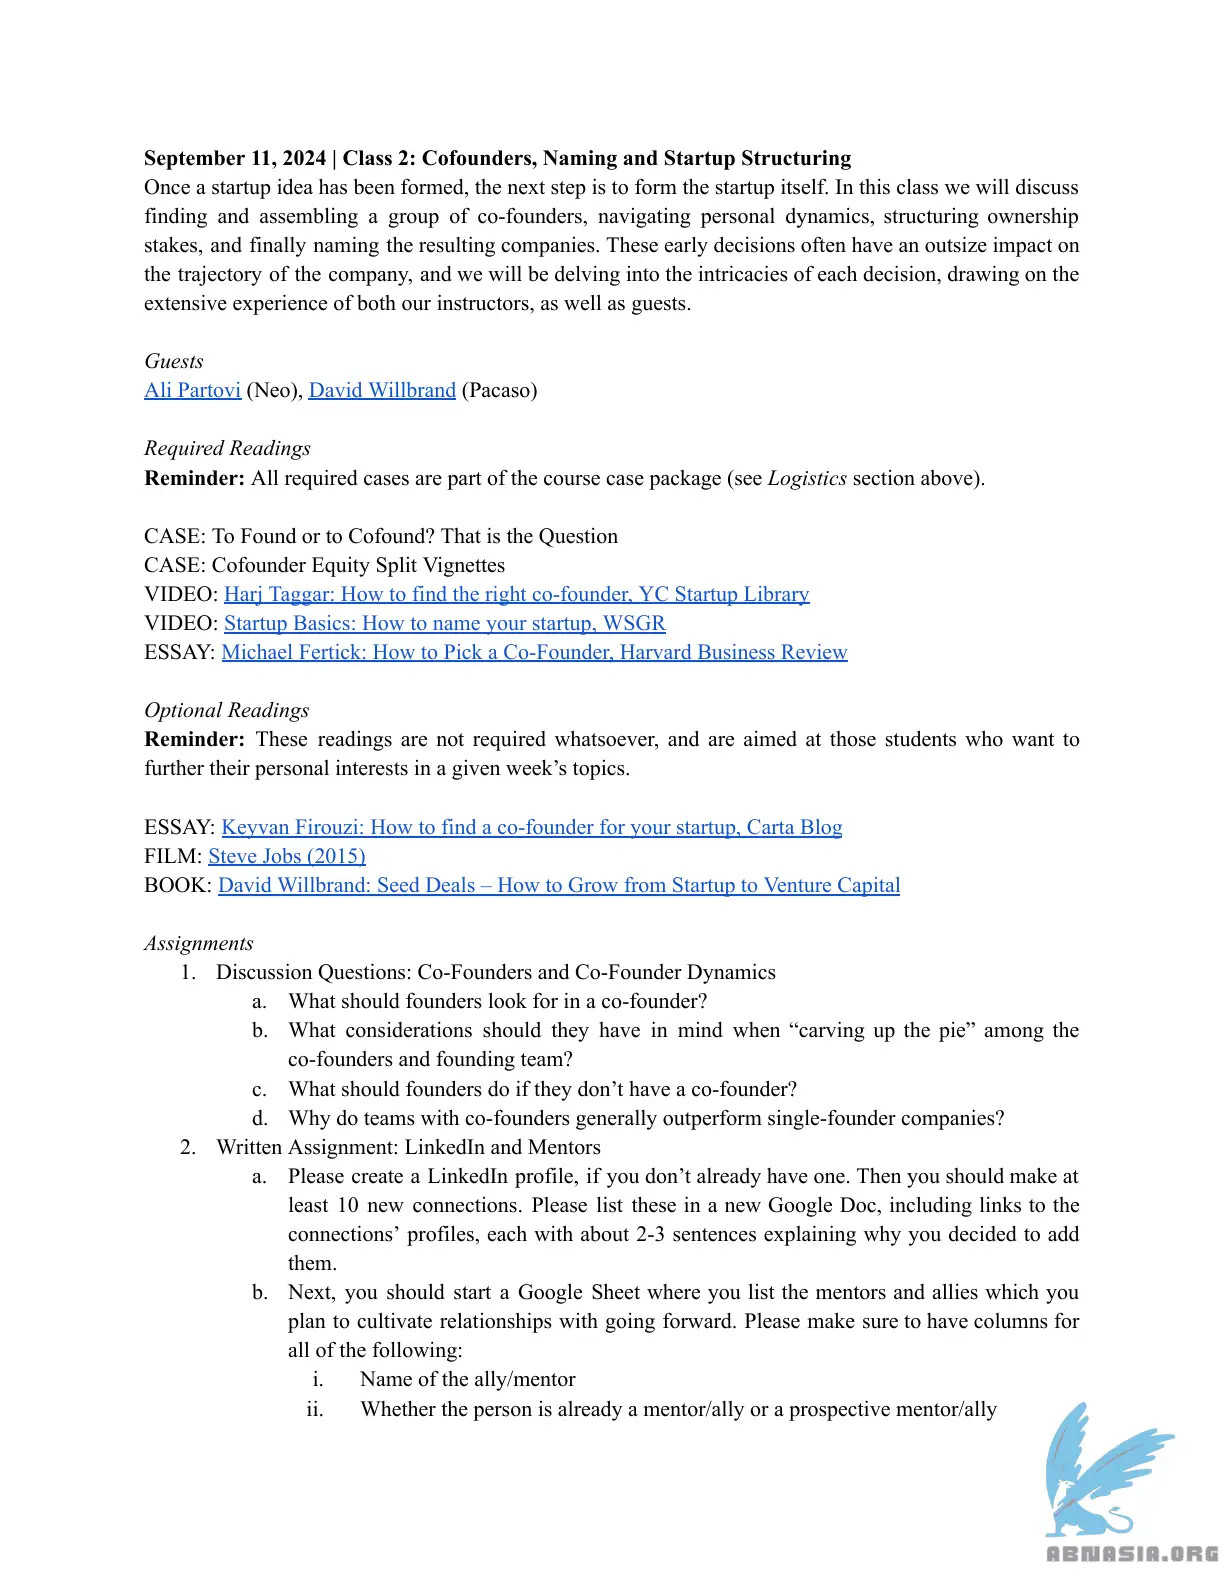 September 11, 2024 | Class 2: Cofounders, Naming and Startup Structuring
Once a startup idea has been formed, the next step is to form the startup itself. In this class we will discuss
finding and assembling a group of co-founders, navigating personal dynamics, structuring ownership
stakes, and finally naming the resulting companies. These early decisions often have an outsize impact on
the trajectory of the company, and we will be delving into the intricacies of each decision, drawing on the
extensive experience of both our instructors, as well as guests.
Guests
Ali Partovi (Neo), David Willbrand (Pacaso)
Required Readings
Reminder: All required cases are part of the course case package (see Logistics section above).
CASE: To Found or to Cofound? That is the Question
CASE: Cofounder Equity Split Vignettes
VIDEO: Harj Taggar: How to find the right co-founder, YC Startup Library
VIDEO: Startup Basics: How to name your startup, WSGR
ESSAY: Michael Fertick: How to Pick a Co-Founder, Harvard Business Review
Optional Readings
Reminder: These readings are not required whatsoever, and are aimed at those students who want to
further their personal interests in a given week’s topics.
ESSAY: Keyvan Firouzi: How to find a co-founder for your startup, Carta Blog
FILM: Steve Jobs (2015)
BOOK: David Willbrand: Seed Deals – How to Grow from Startup to Venture Capital
Assignments
1. Discussion Questions: Co-Founders and Co-Founder Dynamics
a. What should founders look for in a co-founder?
b. What considerations should they have in mind when “carving up the pie” among the
co-founders and founding team?
c. What should founders do if they don’t have a co-founder?
d. Why do teams with co-founders generally outperform single-founder companies?
2. Written Assignment: LinkedIn and Mentors
a. Please create a LinkedIn profile, if you don’t already have one. Then you should make at
least 10 new connections. Please list these in a new Google Doc, including links to the
connections’ profiles, each with about 2-3 sentences explaining why you decided to add
them.
b. Next, you should start a Google Sheet where you list the mentors and allies which you
plan to cultivate relationships with going forward. Please make sure to have columns for
all of the following:
i. Name of the ally/mentor
ii. Whether the person is already a mentor/ally or a prospective mentor/ally
ABNASIA.ORG